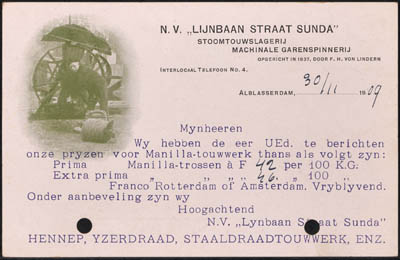 N. V. „LIJNBAAN STRAAT SUNDA”
STOOMTOUWSLAGERIJ
MACHINALE GARENSPINNERIJ
OPGERICHT IN 1837, DOOR F. H. VON LINDERN
INTERLOCAL TELEFOON No. 4.
ALBLASSERDAM, 30/11 1909
Mynheeren
Wy hebben de eer UEd. te berichten
onze pryzen voor Manilla-touwwerk thans als volgt zyn:
Prima Manilla-trossen à F 42 per 100 K.G.
Extra prima „ „ „ „ 46. „ 100 „
Franco Rotterdam of Amsterdam. Vryblyvend.
Onder aanbeveling zyn wy
Hoogachtend
N.V. „Lynbaan Straat Sunda”
HENNEP, YZERDRAAD, STAALDRAADTOUWWERK, ENZ.